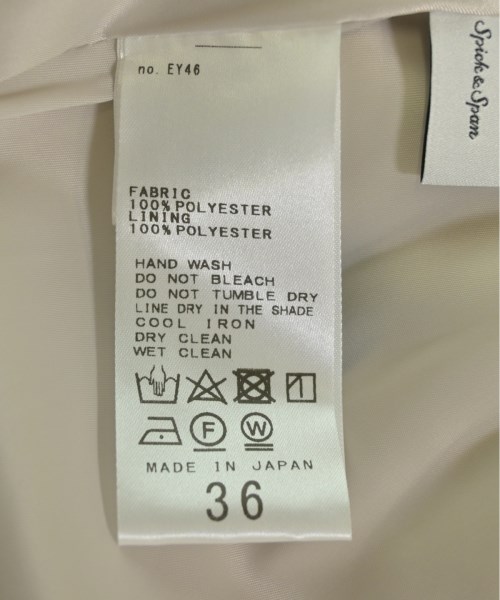 no. EY46
Spick & Span
FABRIC
100% POLYESTER
LINING
100% POLYESTER
HAND WASH
DO NOT BLEACH
DO NOT TUMBLE DRY
LINE DRY IN THE SHADE
COOL IRON
DRY CLEAN
WET CLEAN
F W
MADE IN JAPAN
36